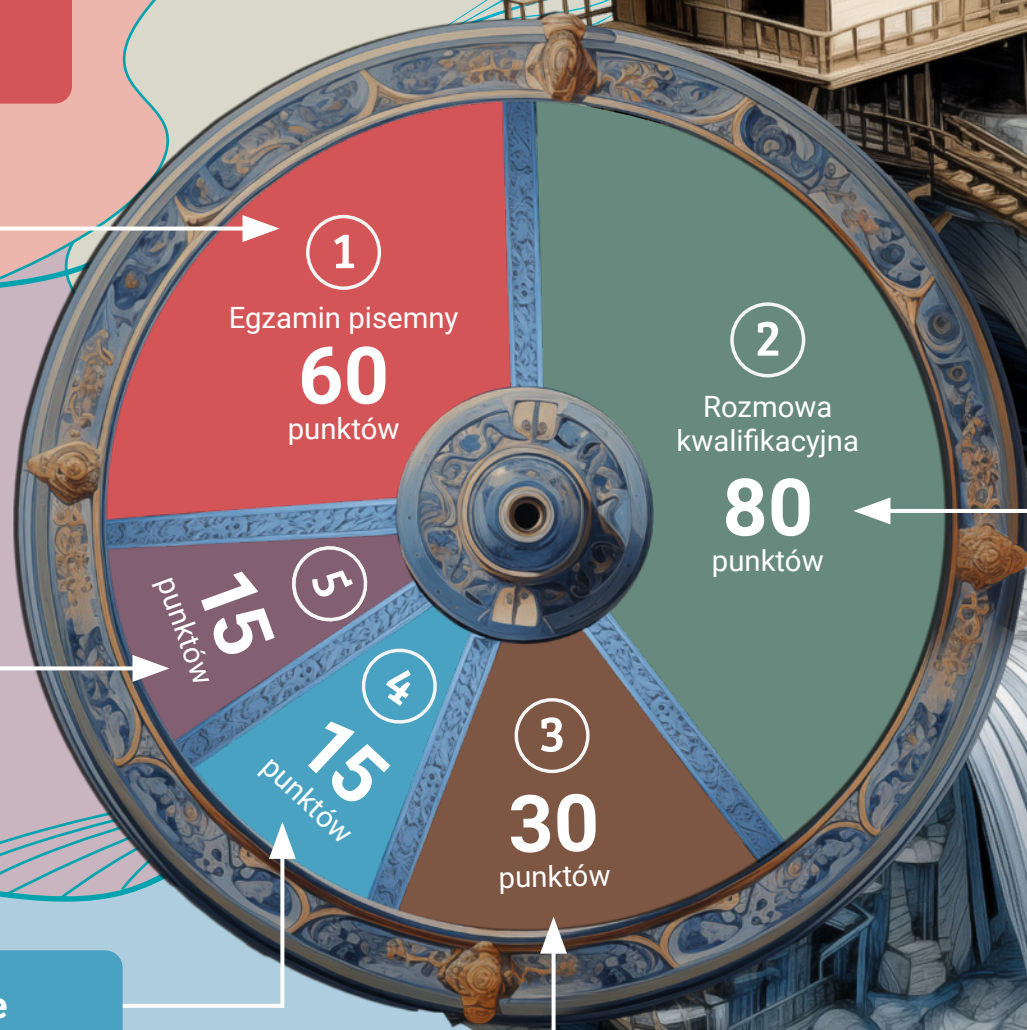 1
Egzamin pisemny
60
punktów
2
Rozmowa
kwalifikacyjna
80
punktów
3
30
punktów
4
15
punktów
5
15
punktów
e